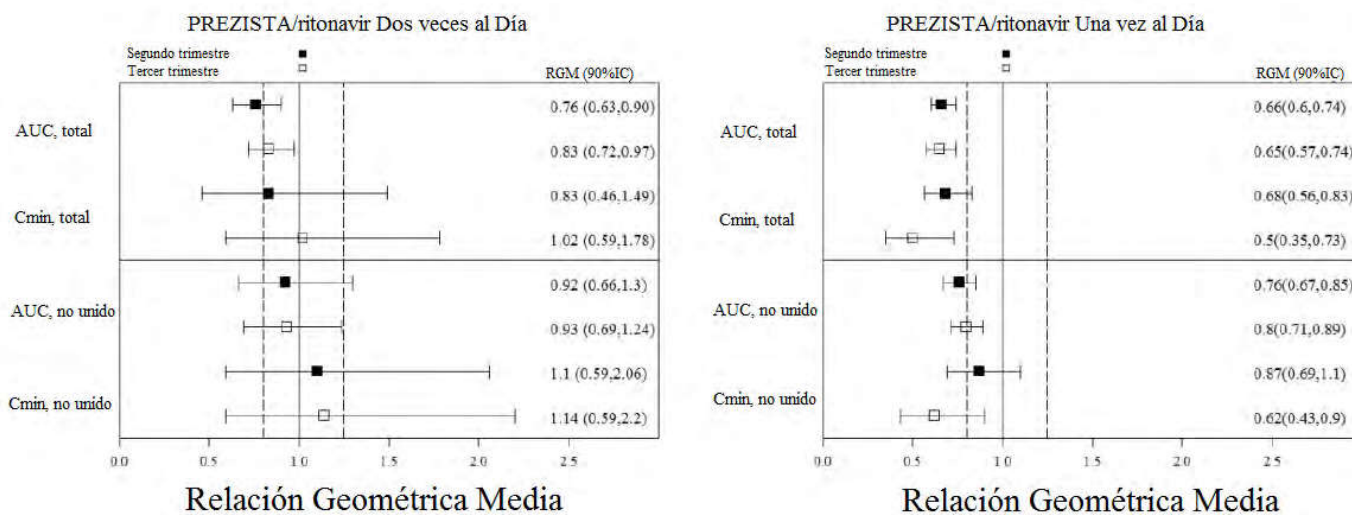 PREZISTA/ritonavir Dos veces al Día
Segundo trimestre
Tercer trimestre
RGM (90%IC)
AUC, total
0.76 (0.63,0.90)
0.83 (0.72,0.97)
Cmin, total
0.83 (0.46,1.49)
1.02 (0.59,1.78)
AUC, no unido
0.92 (0.66,1.3)
0.93 (0.69,1.24)
Cmin, no unido
1.1 (0.59,2.06)
1.14 (0.59,2.2)
0.0 0.5 1.0 1.5 2.0 2.5
Relación Geométrica Media
PREZISTA/ritonavir Una vez al Día
Segundo trimestre
Tercer trimestre
RGM (90%IC)
AUC, total
0.66(0.6,0.74)
0.65(0.57,0.74)
Cmin, total
0.68(0.56,0.83)
0.5(0.35,0.73)
AUC, no unido
0.76(0.67,0.85)
0.8(0.71,0.89)
Cmin, no unido
0.87(0.69,1.1)
0.62(0.43,0.9)
0.0 0.5 1.0 1.5 2.0 2.5
Relación Geométrica Media